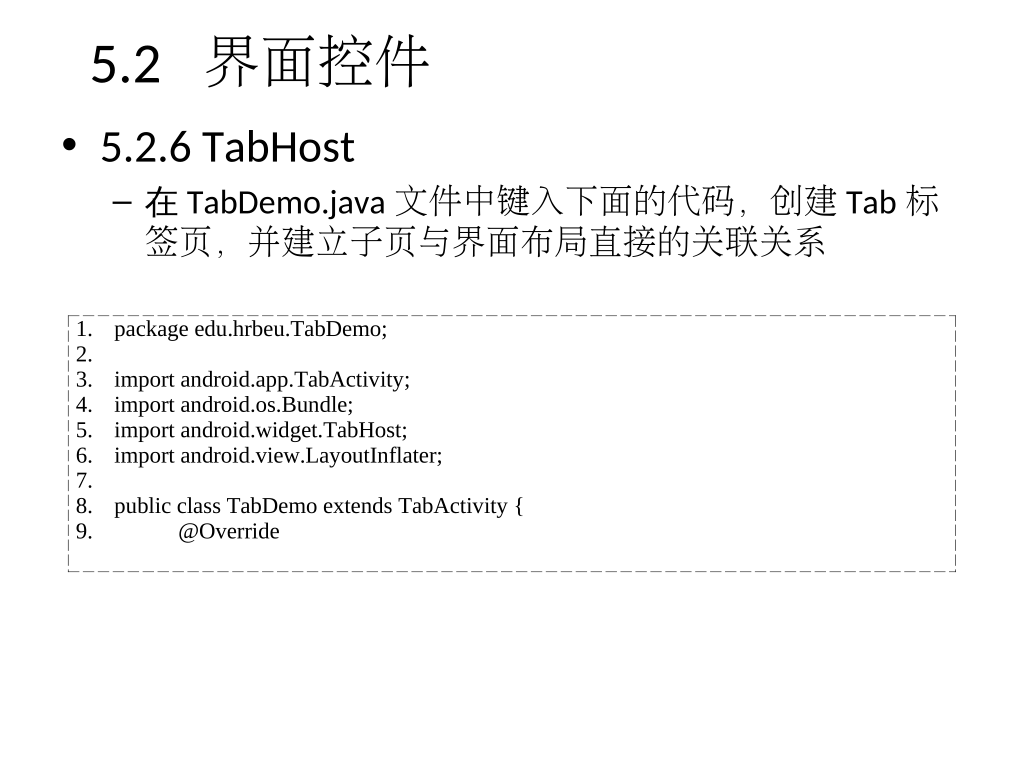 5.2 界面控件
• 5.2.6 TabHost
– 在 TabDemo.java 文件中键入下面的代码，创建 Tab 标
签页，并建立子页与界面布局直接的关联关系
1. package edu.hrbeu.TabDemo;
2.
3. import android.app.TabActivity;
4. import android.os.Bundle;
5. import android.widget.TabHost;
6. import android.view.LayoutInflater;
7.
8. public class TabDemo extends TabActivity {
9. @Override